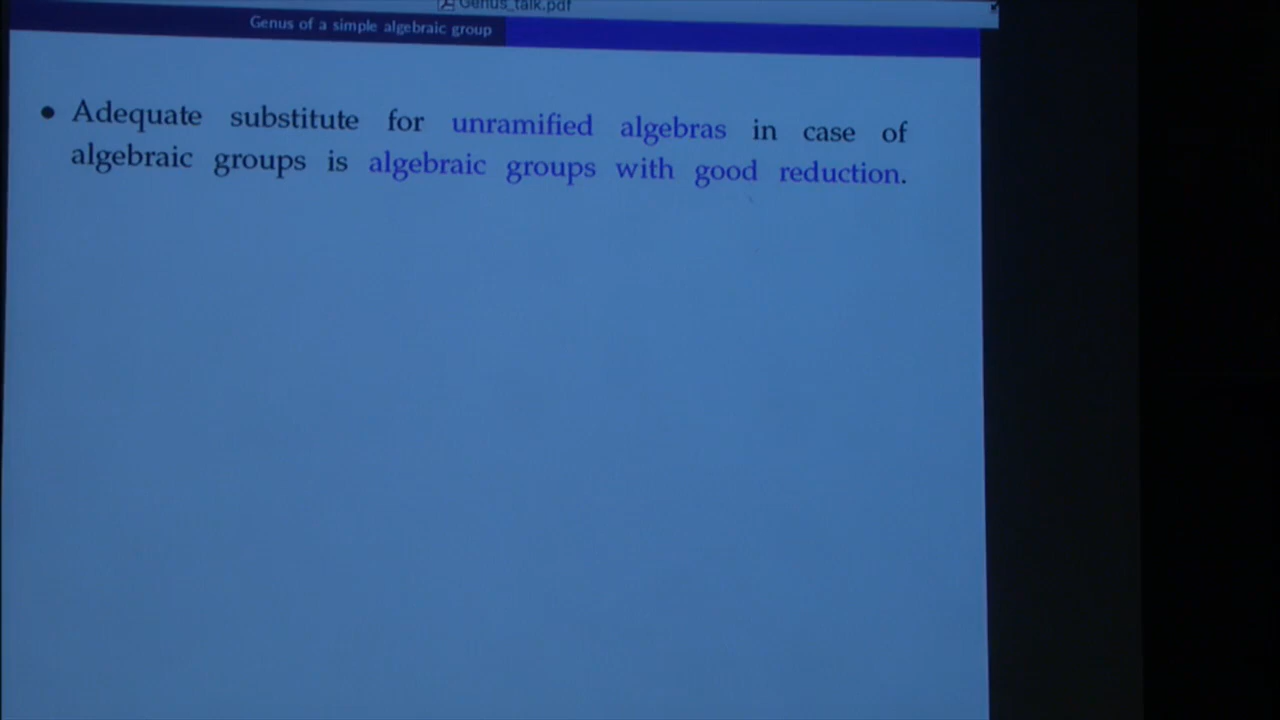 Genus_talk.pdf
Genus of a simple algebraic group
• Adequate substitute for unramified algebras in case of
algebraic groups is algebraic groups with good reduction.